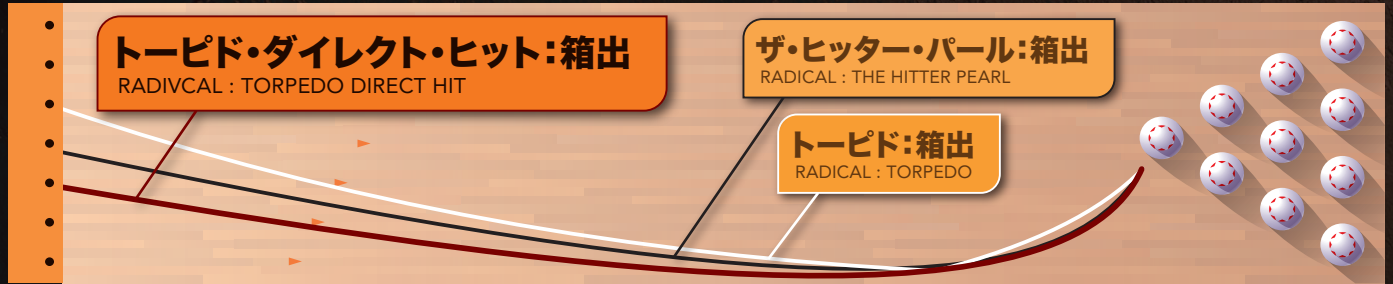 トーピド・ダイレクト・ヒット：箱出
RADIVCAL : TORPEDO DIRECT HIT
ザ・ヒッター・パール：箱出
RADICAL : THE HITTER PEARL
トーピド：箱出
RADICAL : TORPEDO